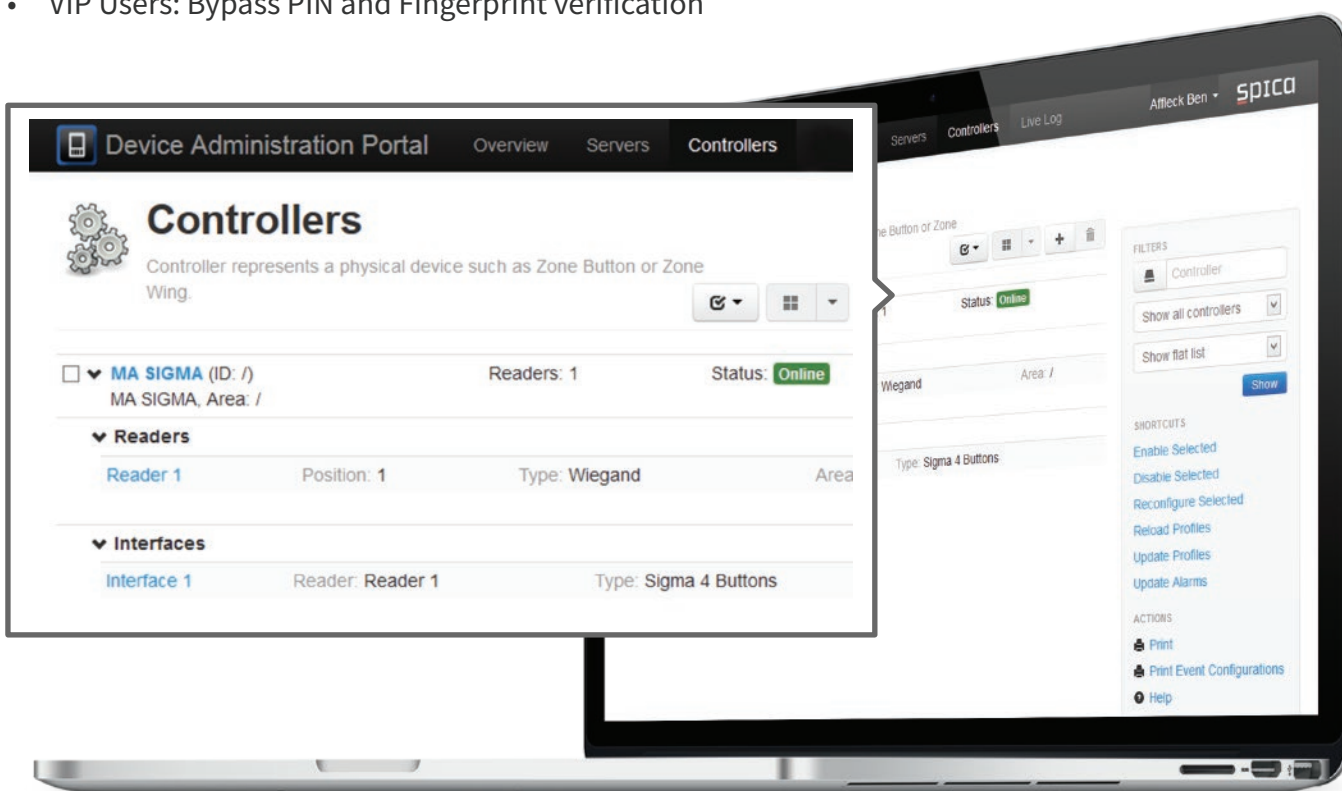 • VIP Users: Bypass PIN and Fingerprint verification
Device Administration Portal Overview Servers Controllers
Controllers
Controller represents a physical device such as Zone Button or Zone
Wing.
MA SIGMA (ID: /) Readers: 1 Status: Online
MA SIGMA, Area: /
Readers
Reader 1 Position: 1 Type: Wiegand Area
Interfaces
Interface 1 Reader: Reader 1 Type: Sigma 4 Buttons
Servers Controllers Live Log Affleck Ben spica
ne Button or Zone
1 Status: Online
Wiegand Area: /
Type: Sigma 4 Buttons
FILTERS
Controller
Show all controllers
Show flat list
Show
SHORTCUTS
Enable Selected
Disable Selected
Reconfigure Selected
Reload Profiles
Update Profiles
Update Alarms
ACTIONS
Print
Print Event Configurations
Help